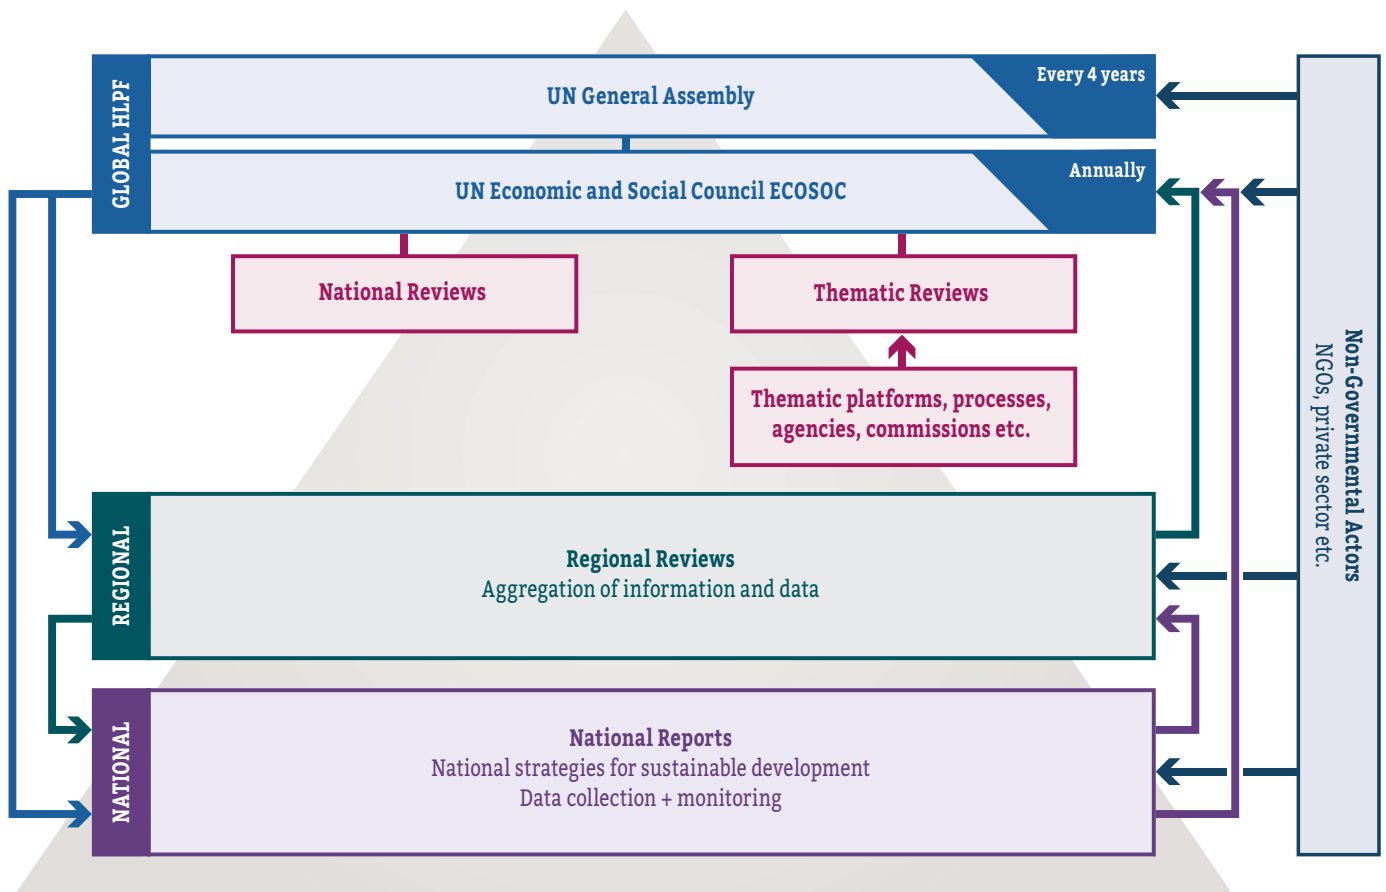 GLOBAL HLPF
UN General Assembly
Every 4 years
UN Economic and Social Council ECOSOC
Annually
National Reviews
Thematic Reviews
Thematic platforms, processes,
agencies, commissions etc.
REGIONAL
Regional Reviews
Aggregation of information and data
NATIONAL
National Reports
National strategies for sustainable development
Data collection + monitoring
Non-Governmental Actors
NGOs, private sector etc.